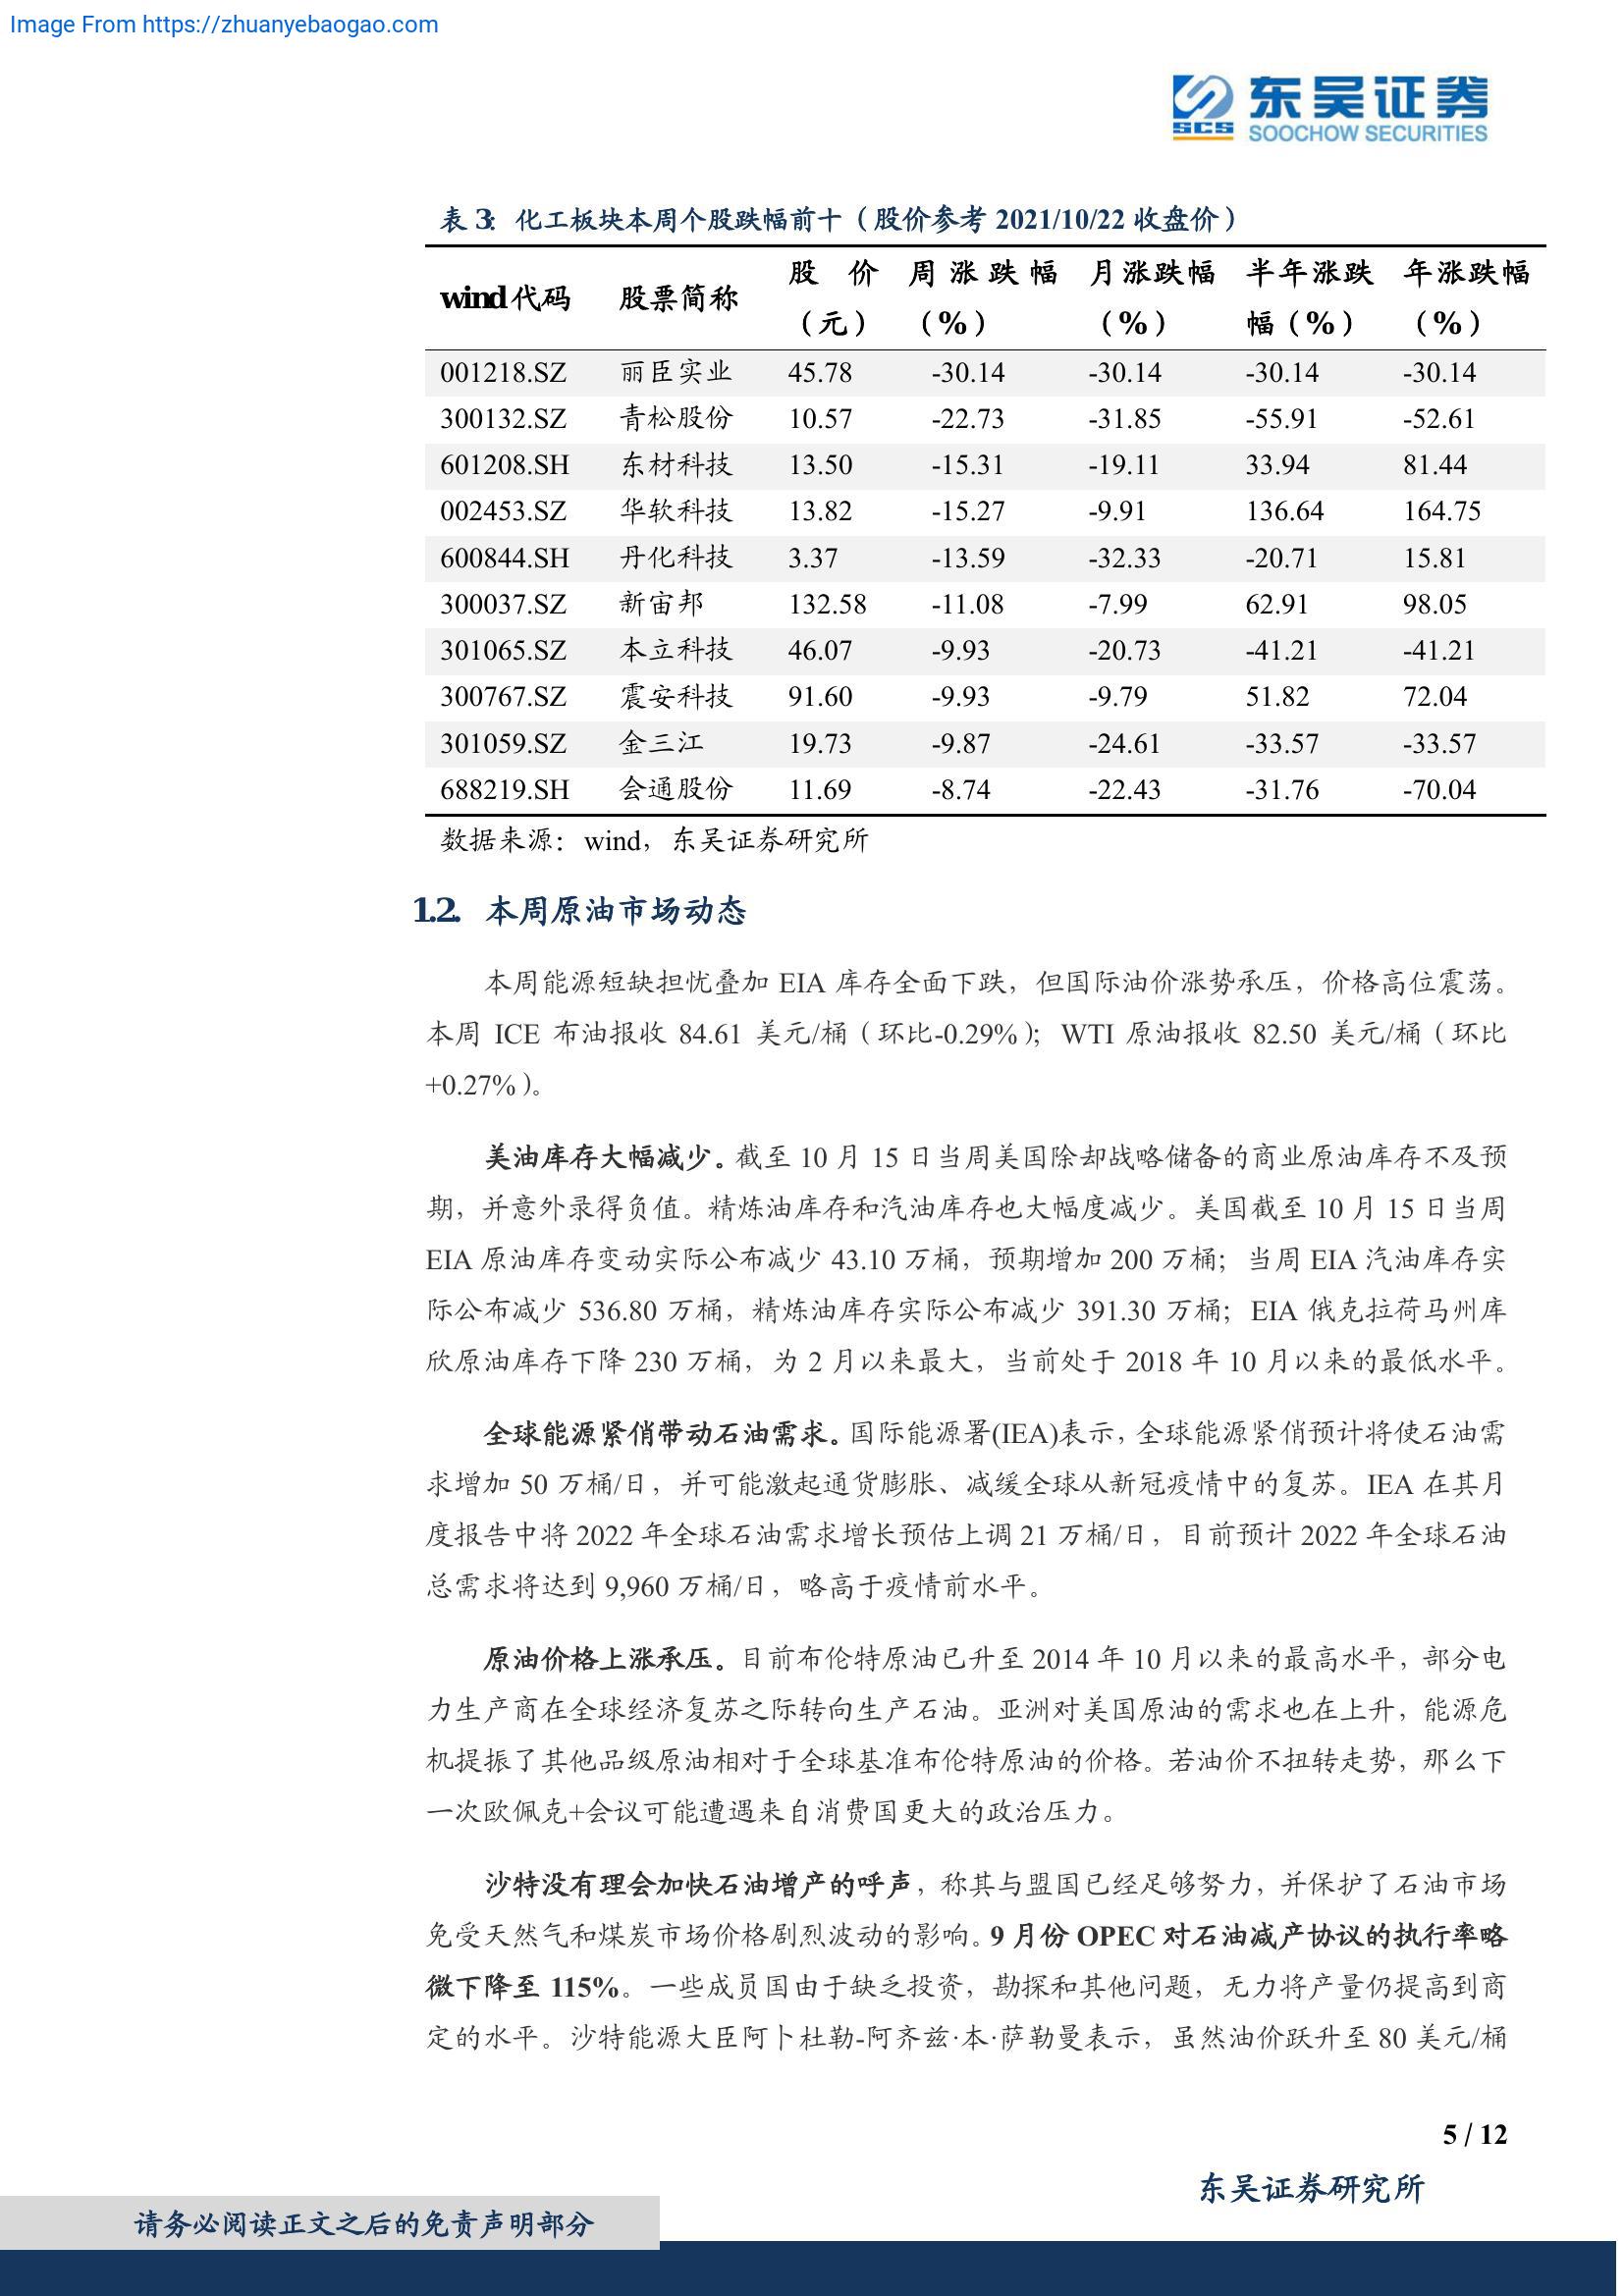 Image From https://zhuanyebaogao.com
东吴证券
SCS SOOCHOW SECURITIES
表 3: 化工板块本周个股跌幅前十（股价参考 2021/10/22 收盘价）
wind代码 股票简称 股价（元） 周涨跌幅（%） 月涨跌幅（%） 半年涨跌幅（%） 年涨跌幅（%）
001218.SZ 丽臣实业 45.78 -30.14 -30.14 -30.14 -30.14
300132.SZ 青松股份 10.57 -22.73 -31.85 -55.91 -52.61
601208.SH 东材科技 13.50 -15.31 -19.11 33.94 81.44
002453.SZ 华软科技 13.82 -15.27 -9.91 136.64 164.75
600844.SH 丹化科技 3.37 -13.59 -32.33 -20.71 15.81
300037.SZ 新宙邦 132.58 -11.08 -7.99 62.91 98.05
301065.SZ 本立科技 46.07 -9.93 -20.73 -41.21 -41.21
300767.SZ 震安科技 91.60 -9.93 -9.79 51.82 72.04
301059.SZ 金三江 19.73 -9.87 -24.61 -33.57 -33.57
688219.SH 会通股份 11.69 -8.74 -22.43 -31.76 -70.04
数据来源：wind，东吴证券研究所
1.2. 本周原油市场动态
本周能源短缺担忧叠加 EIA 库存全面下跌，但国际油价涨势承压，价格高位震荡。
本周 ICE 布油报收 84.61 美元/桶（环比-0.29%）；WTI 原油报收 82.50 美元/桶（环比
+0.27%）。
美油库存大幅减少。截至 10 月 15 日当周美国除却战略储备的商业原油库存不及预
期，并意外录得负值。精炼油库存和汽油库存也大幅度减少。美国截至 10 月 15 日当周
EIA 原油库存变动实际公布减少 43.10 万桶，预期增加 200 万桶；当周 EIA 汽油库存实
际公布减少 536.80 万桶，精炼油库存实际公布减少 391.30 万桶；EIA 俄克拉荷马州库
欣原油库存下降 230 万桶，为 2 月以来最大，当前处于 2018 年 10 月以来的最低水平。
全球能源紧俏带动石油需求。国际能源署(IEA)表示，全球能源紧俏预计将使石油需
求增加 50 万桶/日，并可能激起通货膨胀、减缓全球从新冠疫情中的复苏。IEA 在其月
度报告中将 2022 年全球石油需求增长预估上调 21 万桶/日，目前预计 2022 年全球石油
总需求将达到 9,960 万桶/日，略高于疫情前水平。
原油价格上涨承压。目前布伦特原油已升至 2014 年 10 月以来的最高水平，部分电
力生产商在全球经济复苏之际转向生产石油。亚洲对美国原油的需求也在上升，能源危
机提振了其他品级原油相对于全球基准布伦特原油的价格。若油价不扭转走势，那么下
一次欧佩克+会议可能遭遇来自消费国更大的政治压力。
沙特没有理会加快石油增产的呼声，称其与盟国已经足够努力，并保护了石油市场
免受天然气和煤炭市场价格剧烈波动的影响。9 月份 OPEC 对石油减产协议的执行率略
微下降至 115%。一些成员国由于缺乏投资，勘探和其他问题，无力将产量仍提高到商
定的水平。沙特能源大臣阿卜杜勒-阿齐兹·本·萨勒曼表示，虽然油价跃升至 80 美元/桶
5 / 12
东吴证券研究所
请务必阅读正文之后的免责声明部分